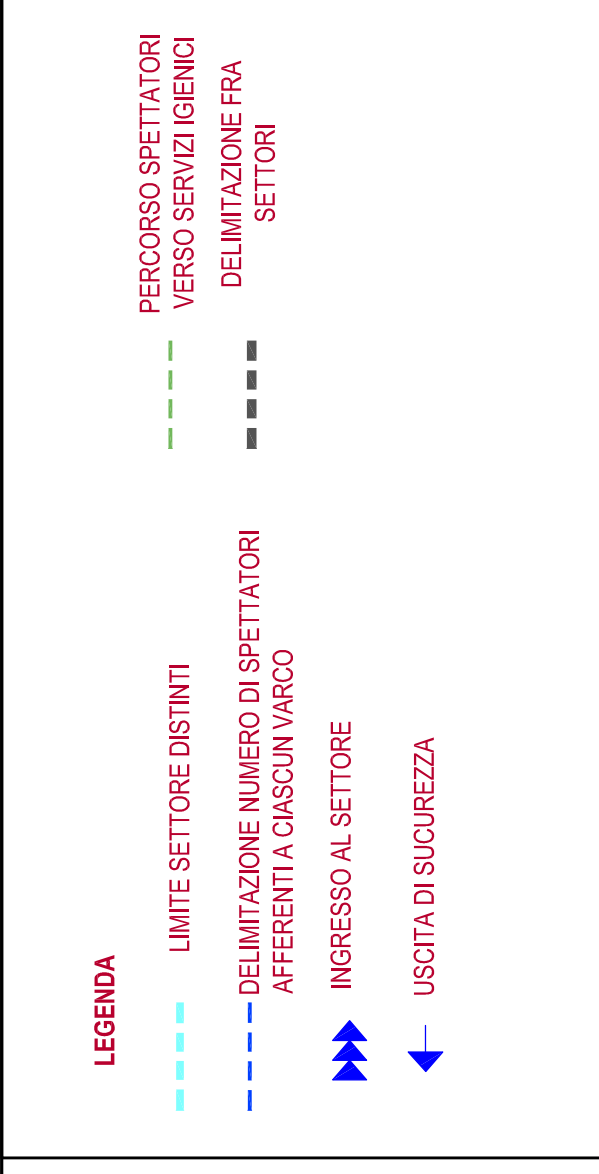 LEGENDA
LIMITE SETTORE DISTINTI
DELIMITAZIONE NUMERO DI SPETTATORI
AFFERENTI A CIASCUN VARCO
INGRESSO AL SETTORE
USCITA DI SUCUREZZA
PERCORSO SPETTATORI
VERSO SERVIZI IGIENICI
DELIMITAZIONE FRA
SETTORI